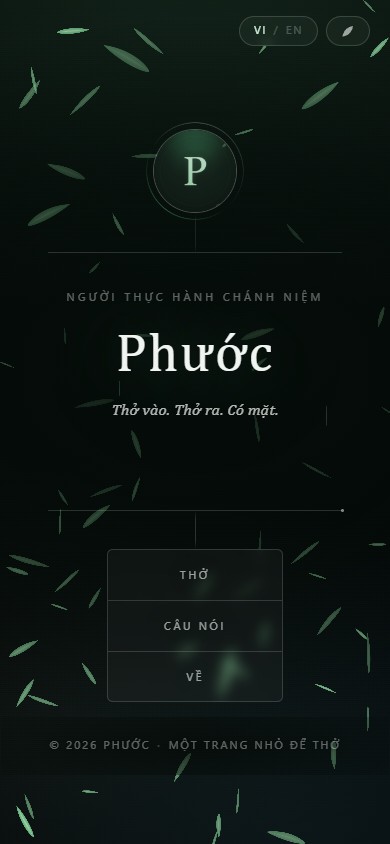 VI / EN
P
NGƯỜI THỰC HÀNH CHÁNH NIỆM
Phước
Thở vào. Thở ra. Có mặt.
THỞ
CÂU NÓI
VỀ
© 2026 PHƯỚC · MỘT TRANG NHỎ ĐỂ THỞ